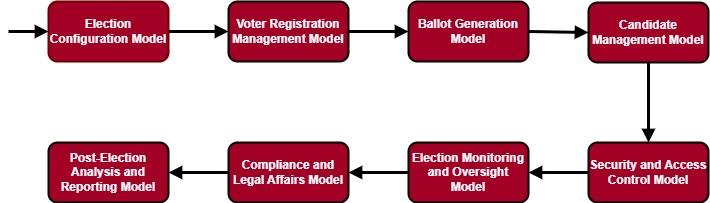 Election
Configuration Model
Voter Registration
Management Model
Ballot Generation
Model
Candidate
Management Model
Security and Access
Control Model
Election Monitoring
and Oversight
Model
Compliance and
Legal Affairs Model
Post-Election
Analysis and
Reporting Model